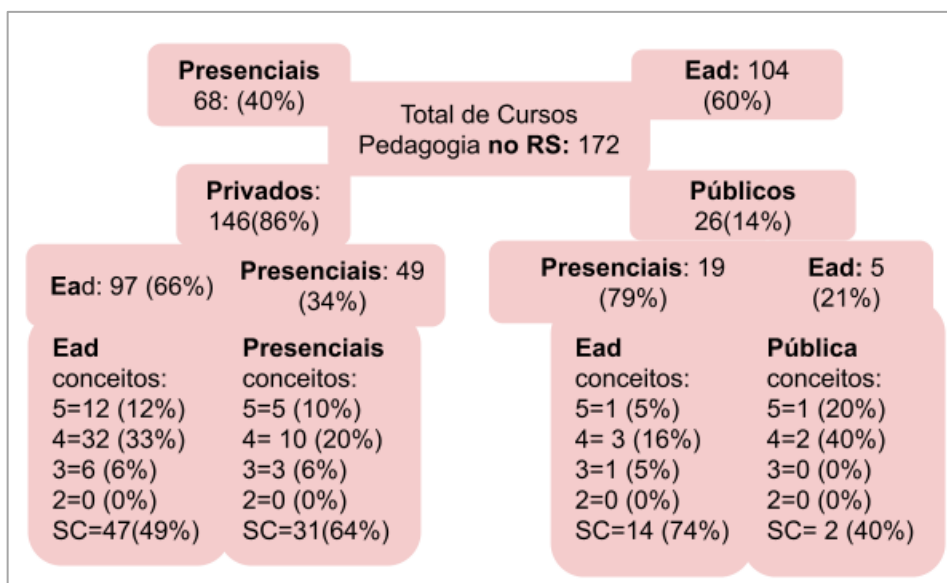 Presenciais
68: (40%)
Ead: 104
(60%)
Total de Cursos
Pedagogia no RS: 172
Privados:
146(86%)
Públicos
26(14%)
Ead: 97 (66%)
Presenciais: 49
(34%)
Presenciais: 19
(79%)
Ead: 5
(21%)
Ead
conceitos:
5=12 (12%)
4=32 (33%)
3=6 (6%)
2=0 (0%)
SC=47(49%)
Presenciais
conceitos:
5=5 (10%)
4= 10 (20%)
3=3 (6%)
2=0 (0%)
SC=31(64%)
Ead
conceitos:
5=1 (5%)
4= 3 (16%)
3=1 (5%)
2=0 (0%)
SC=14 (74%)
Pública
conceitos:
5=1 (20%)
4=2 (40%)
3=0 (0%)
2=0 (0%)
SC= 2 (40%)